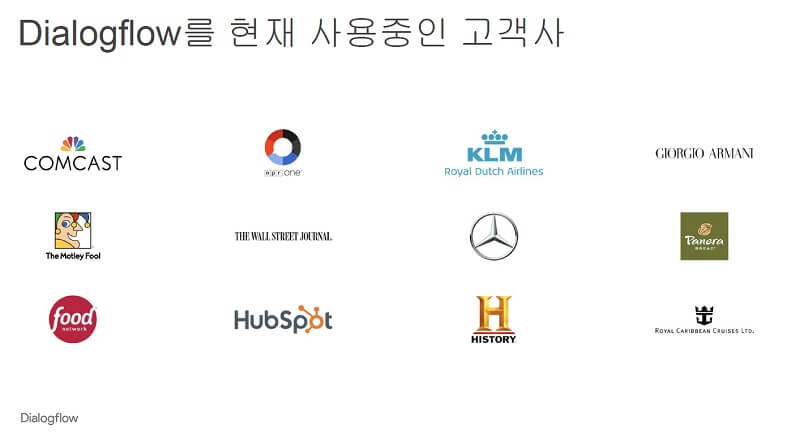 Dialogflow를 현재 사용중인 고객사
COMCAST
npr one
KLM
Royal Dutch Airlines
GIORGIO ARMANI
The Motley Fool
THE WALL STREET JOURNAL.
Panera
BREAD
food
network
HubSpot
H
HISTORY
ROYAL CARIBBEAN CRUISES LTD.
Dialogflow